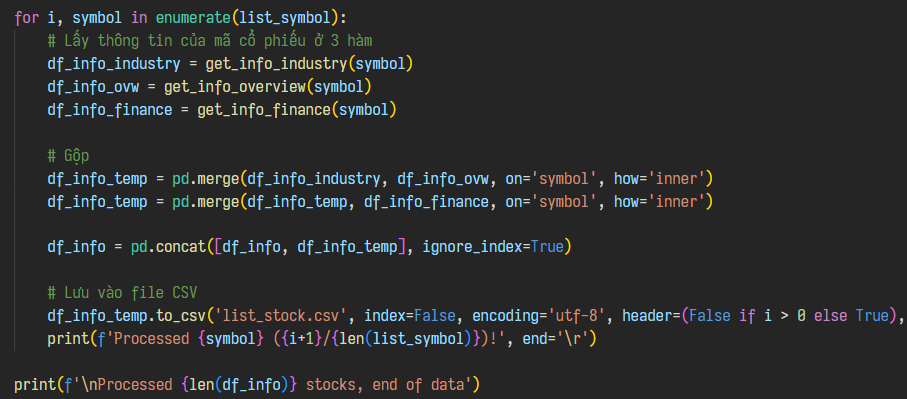 for i, symbol in enumerate(list_symbol):
    # Lấy thông tin của mã cổ phiếu ở 3 hàm
    df_info_industry = get_info_industry(symbol)
    df_info_ovw = get_info_overview(symbol)
    df_info_finance = get_info_finance(symbol)

    # Gộp
    df_info_temp = pd.merge(df_info_industry, df_info_ovw, on='symbol', how='inner')
    df_info_temp = pd.merge(df_info_temp, df_info_finance, on='symbol', how='inner')

    df_info = pd.concat([df_info, df_info_temp], ignore_index=True)

    # Lưu vào file CSV
    df_info_temp.to_csv('list_stock.csv', index=False, encoding='utf-8', header=(False if i > 0 else True),
    print(f'Processed {symbol} ({i+1}/{len(list_symbol)})!', end='\r')

print(f'\nProcessed {len(df_info)} stocks, end of data')